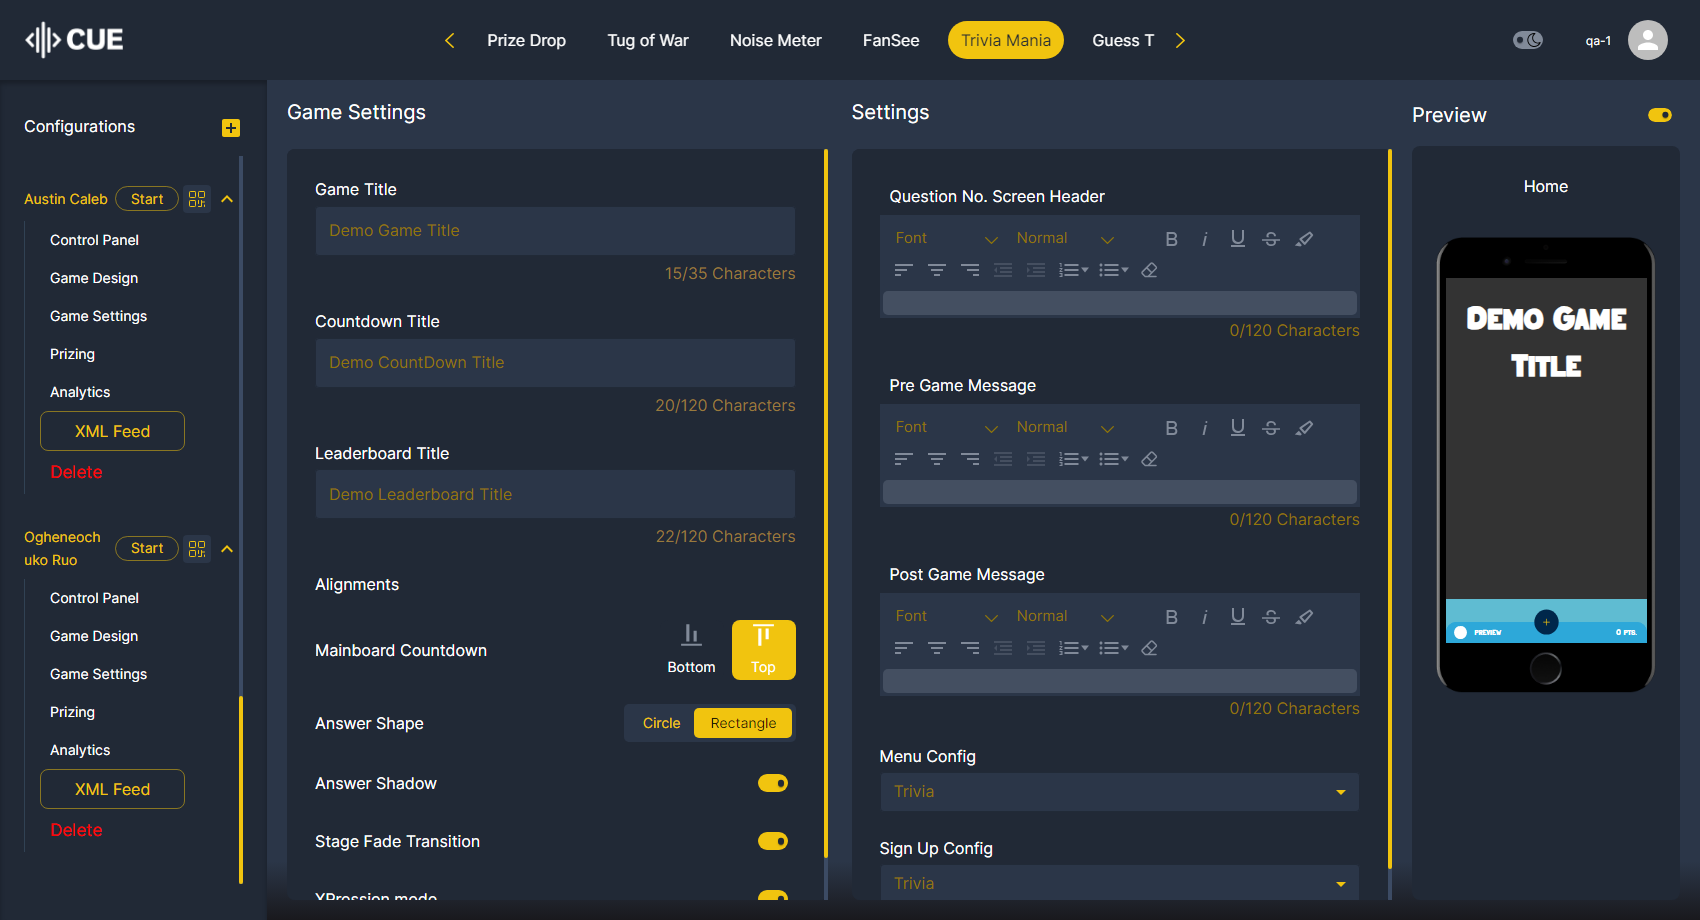 CUE
Prize Drop
Tug of War
Noise Meter
FanSee
Trivia Mania
Guess T
qa-1
Configurations
Austin Caleb
Start
Control Panel
Game Design
Game Settings
Prizing
Analytics
XML Feed
Delete
Ogheneoch
uko Ruo
Start
Control Panel
Game Design
Game Settings
Prizing
Analytics
XML Feed
Delete
Game Settings
Game Title
Demo Game Title
15/35 Characters
Countdown Title
Demo CountDown Title
20/120 Characters
Leaderboard Title
Demo Leaderboard Title
22/120 Characters
Alignments
Mainboard Countdown
Bottom
Top
Answer Shape
Circle
Rectangle
Answer Shadow
Stage Fade Transition
XPression mode
Settings
Question No. Screen Header
Font
Normal
0/120 Characters
Pre Game Message
Font
Normal
0/120 Characters
Post Game Message
Font
Normal
0/120 Characters
Menu Config
Trivia
Sign Up Config
Trivia
Preview
Home
Demo Game
Title
PREVIEW
0 PTS.